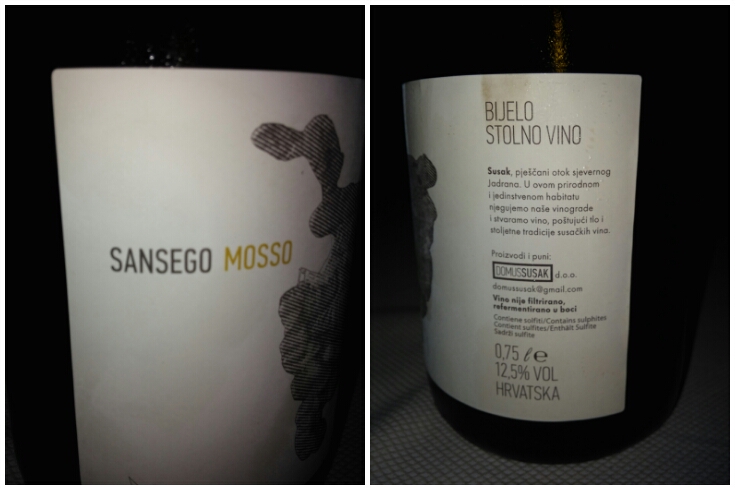 SANSEGO MOSSO
BIJELO
STOLNO VINO
Susak, pješčani otok sjevernog
Jadrana. U ovom prirodnom
i jedinstvenom habitatu
njegujemo naše vinograde
i stvaramo vino, poštujući tlo i
stoljetne tradicije susačkih vina.
Proizvodi i puni:
DOMUSSUSAK d.o.o.
domussusak@gmail.com
Vino nije filtrirano,
refermentirano u boci
Contiene solfiti/Contains sulphites
Contient sulfites/Enthält Sulfite
Sadrži sulfite
0,75 l e
12,5% VOL
HRVATSKA